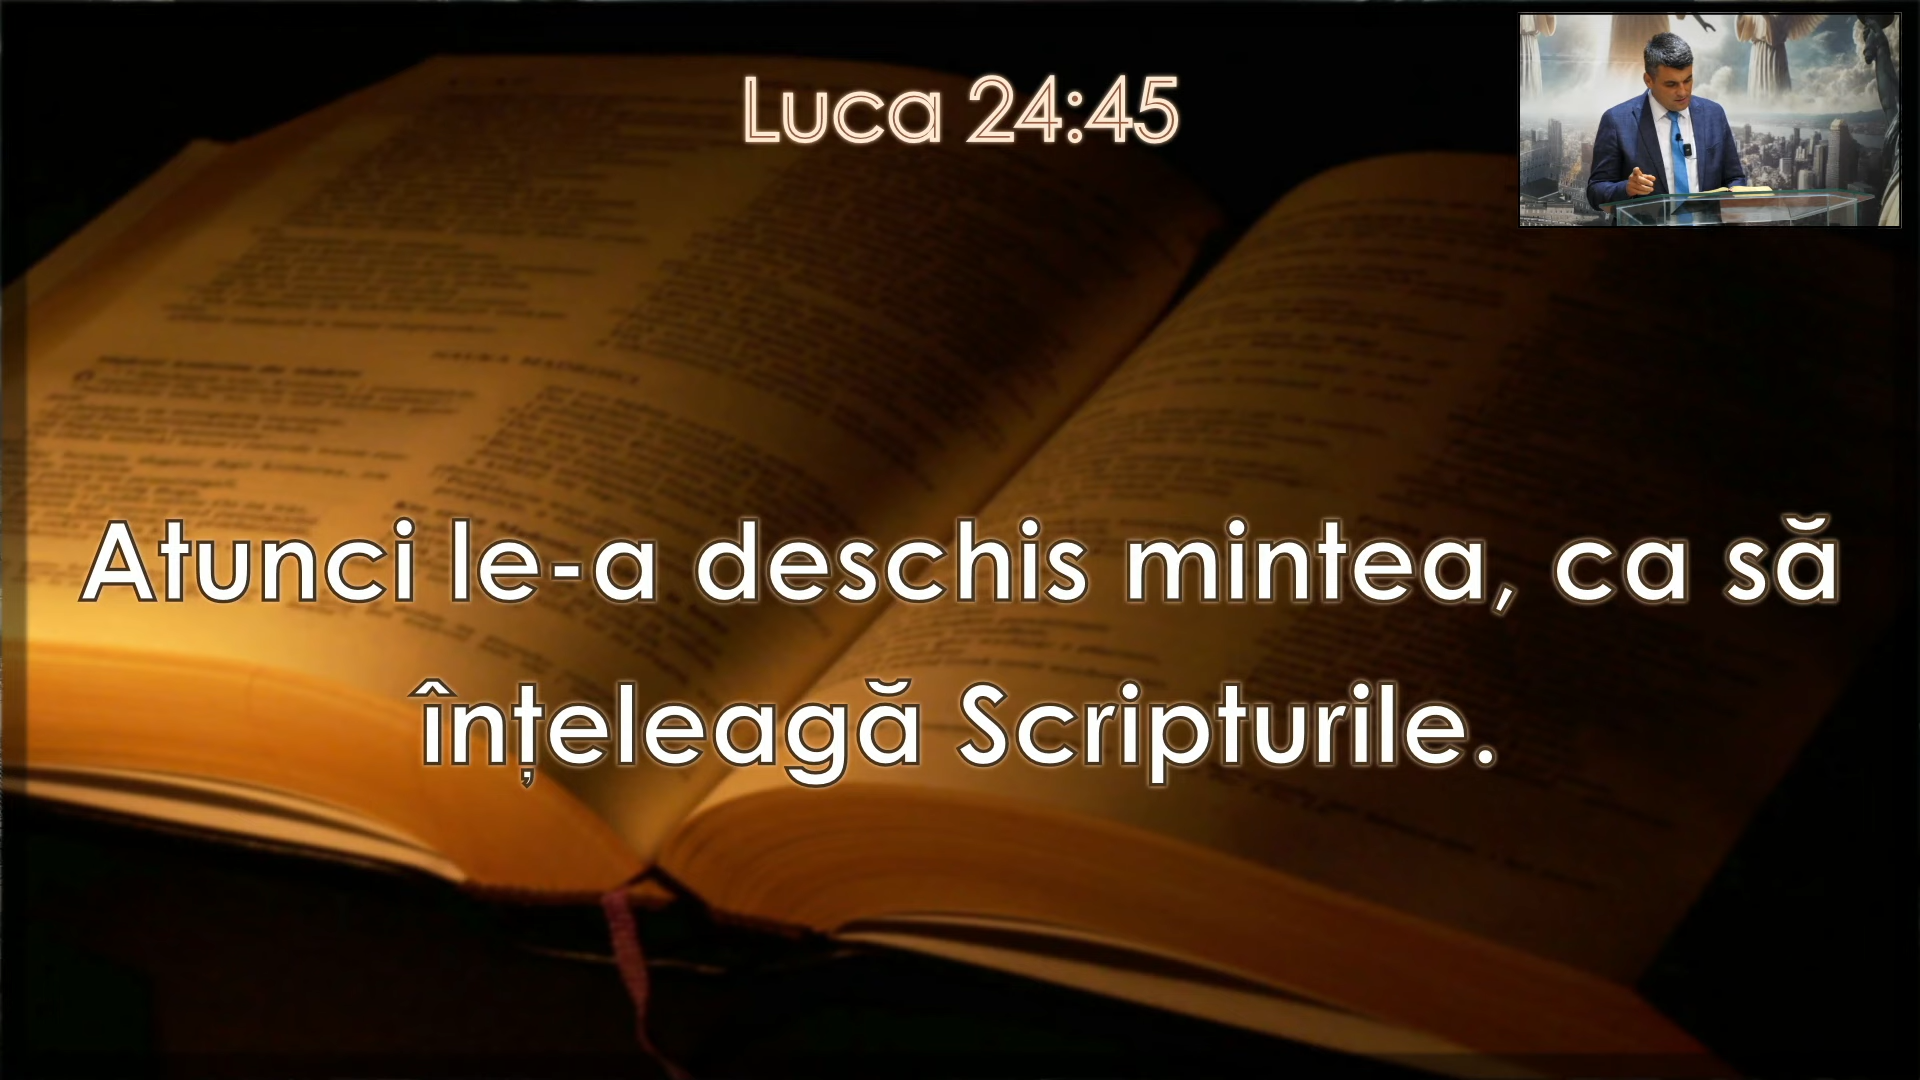 Luca 24:45
Atunci le-a deschis mintea, ca să
înțeleagă Scripturile.